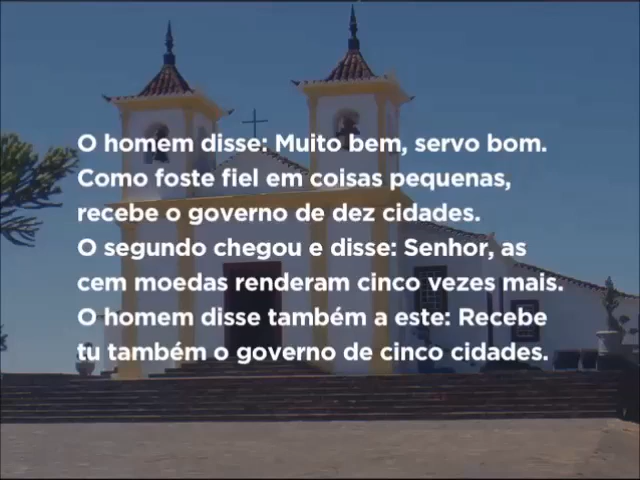 O homem disse: Muito bem, servo bom.
Como foste fiel em coisas pequenas,
recebe o governo de dez cidades.
O segundo chegou e disse: Senhor, as
cem moedas renderam cinco vezes mais.
O homem disse também a este: Recebe
tu também o governo de cinco cidades.